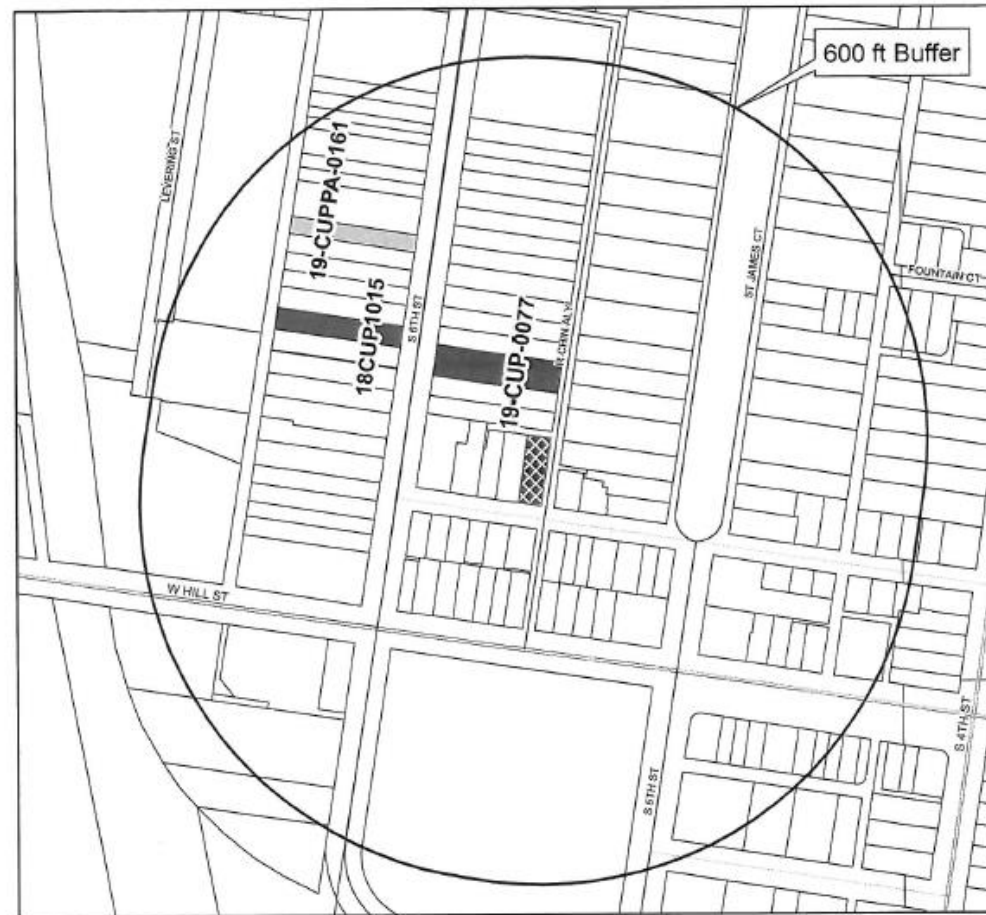 600 ft Buffer
LEVERING ST
19-CUPPA-0161
ST JAMES CT
FOUNTAIN CT
S 6TH ST
18CUP1015
19-CUP-0077
W HILL ST
S 4TH ST
S 5TH ST